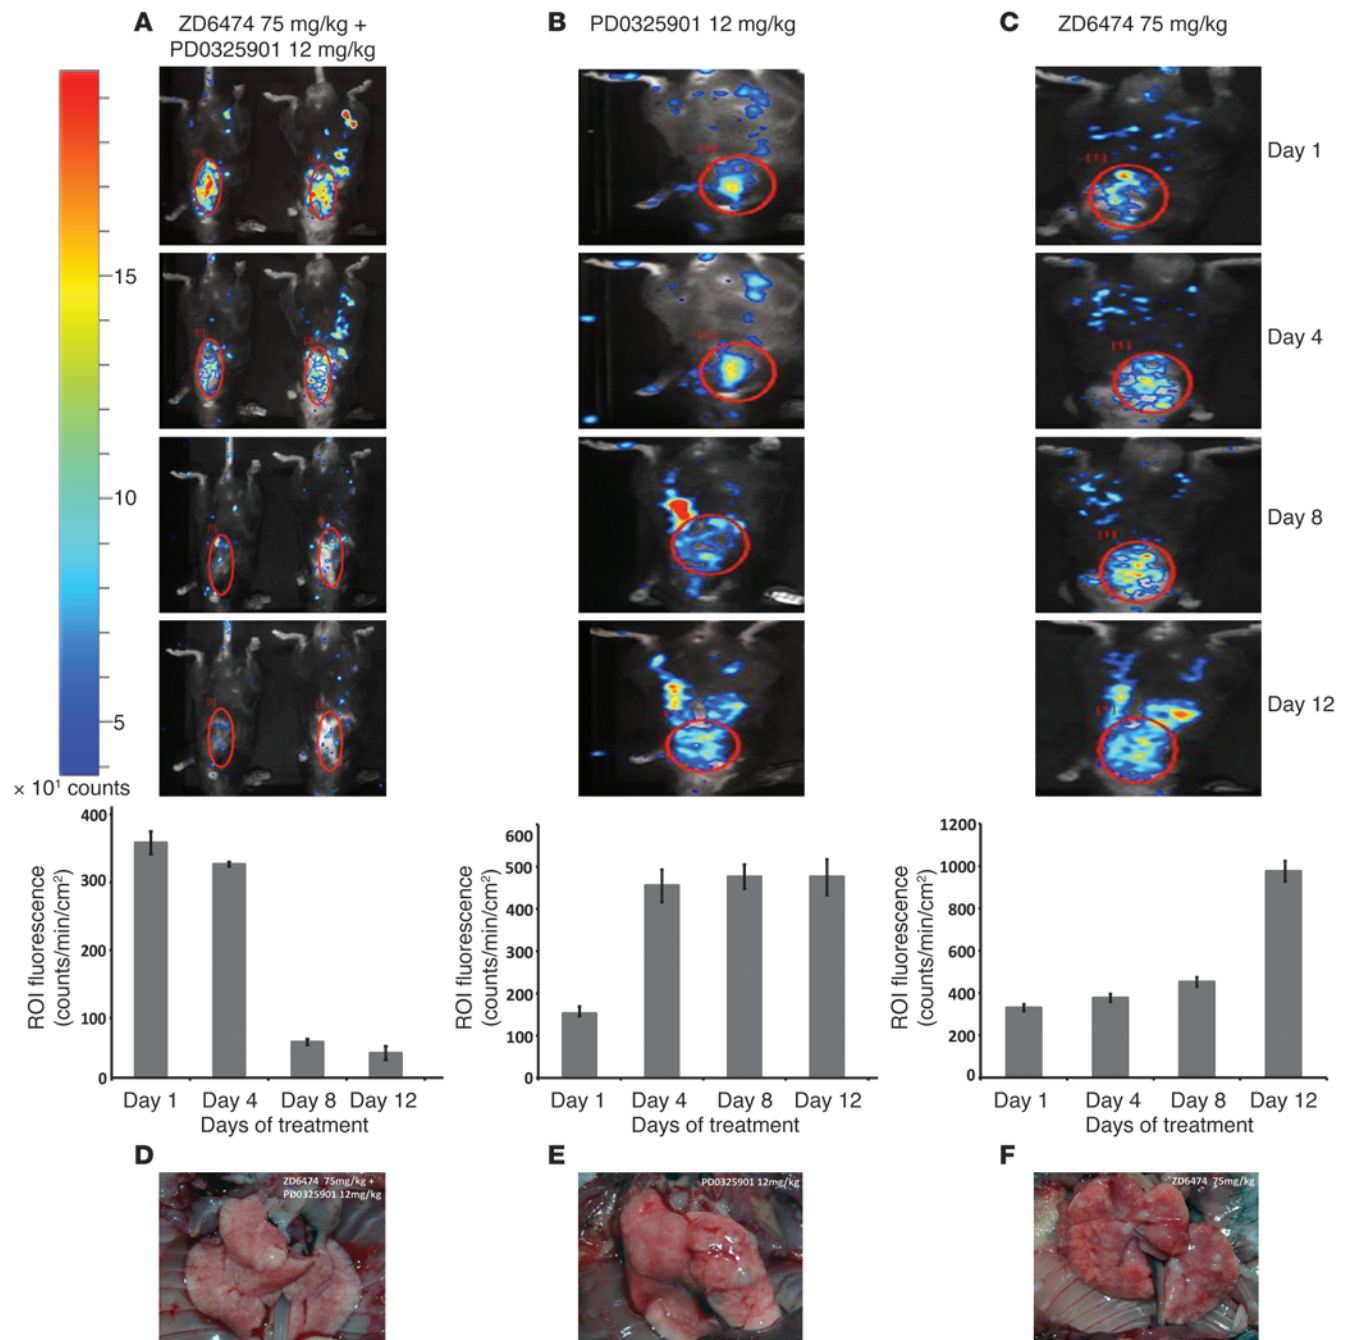 A
ZD6474 75 mg/kg +
PD0325901 12 mg/kg
B
PD0325901 12 mg/kg
C
ZD6474 75 mg/kg
15
10
5
× 10¹ counts
Day 1
Day 4
Day 8
Day 12
ROI fluorescence
(counts/min/cm²)
400
300
200
100
0
Day 1 Day 4 Day 8 Day 12
Days of treatment
ROI fluorescence
(counts/min/cm²)
600
500
400
300
200
100
0
Day 1 Day 4 Day 8 Day 12
Days of treatment
ROI fluorescence
(counts/min/cm²)
1200
1000
800
600
400
200
0
Day 1 Day 4 Day 8 Day 12
Days of treatment
D
ZD6474 75mg/kg +
PD0325901 12mg/kg
E
PD0325901 12mg/kg
F
ZD6474 75mg/kg